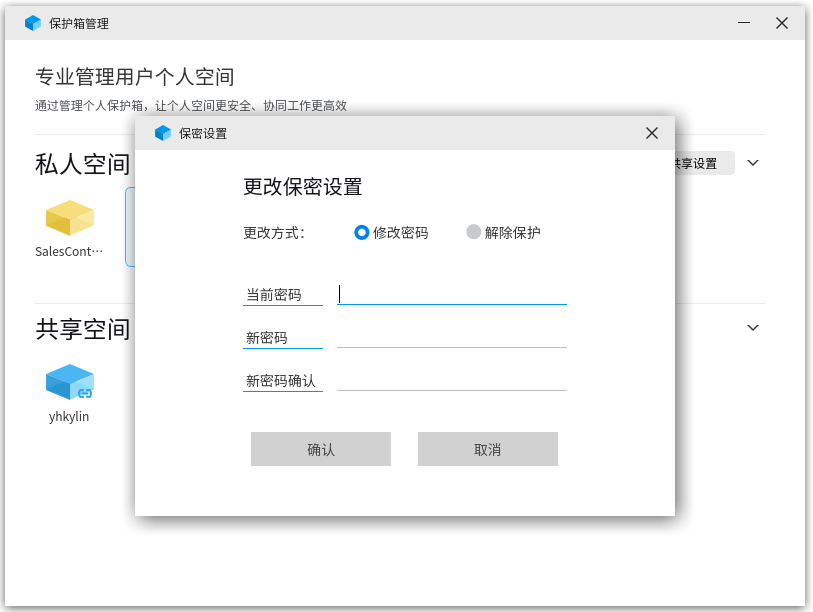 保护箱管理
专业管理用户个人空间
通过管理个人保护箱，让个人空间更安全、协同工作更高效
保密设置
私人空间
共享设置
SalesCont···
更改保密设置
更改方式：
修改密码
解除保护
当前密码
新密码
新密码确认
确认
取消
共享空间
yhkylin